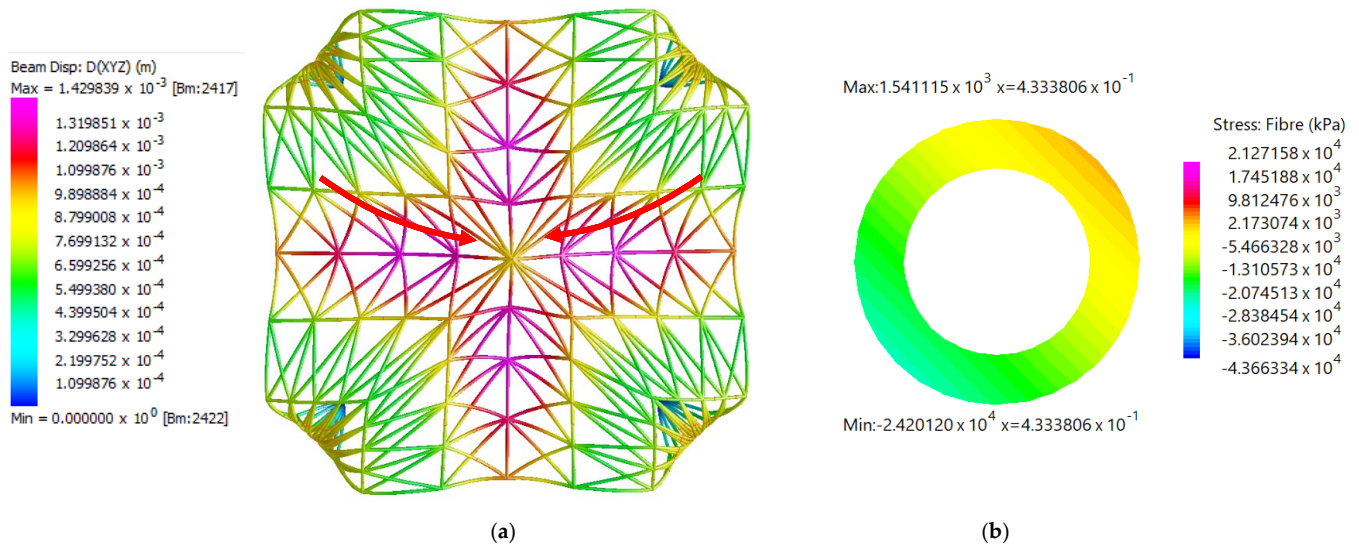 Beam Disp: D(XYZ) (m)
Max = 1.429839 x 10⁻³ [Bm:2417]
1.319851 x 10⁻³
1.209864 x 10⁻³
1.099876 x 10⁻³
9.898884 x 10⁻⁴
8.799008 x 10⁻⁴
7.699132 x 10⁻⁴
6.599256 x 10⁻⁴
5.499380 x 10⁻⁴
4.399504 x 10⁻⁴
3.299628 x 10⁻⁴
2.199752 x 10⁻⁴
1.099876 x 10⁻⁴
Min = 0.000000 x 10⁰ [Bm:2422]
(a)
Max:1.541115 x 10³ x=4.333806 x 10⁻¹
Min:-2.420120 x 10⁴ x=4.333806 x 10⁻¹
Stress: Fibre (kPa)
2.127158 x 10⁴
1.745188 x 10⁴
9.812476 x 10³
2.173074 x 10³
-5.466328 x 10³
-1.310573 x 10⁴
-2.074513 x 10⁴
-2.838454 x 10⁴
-3.602394 x 10⁴
-4.366334 x 10⁴
(b)